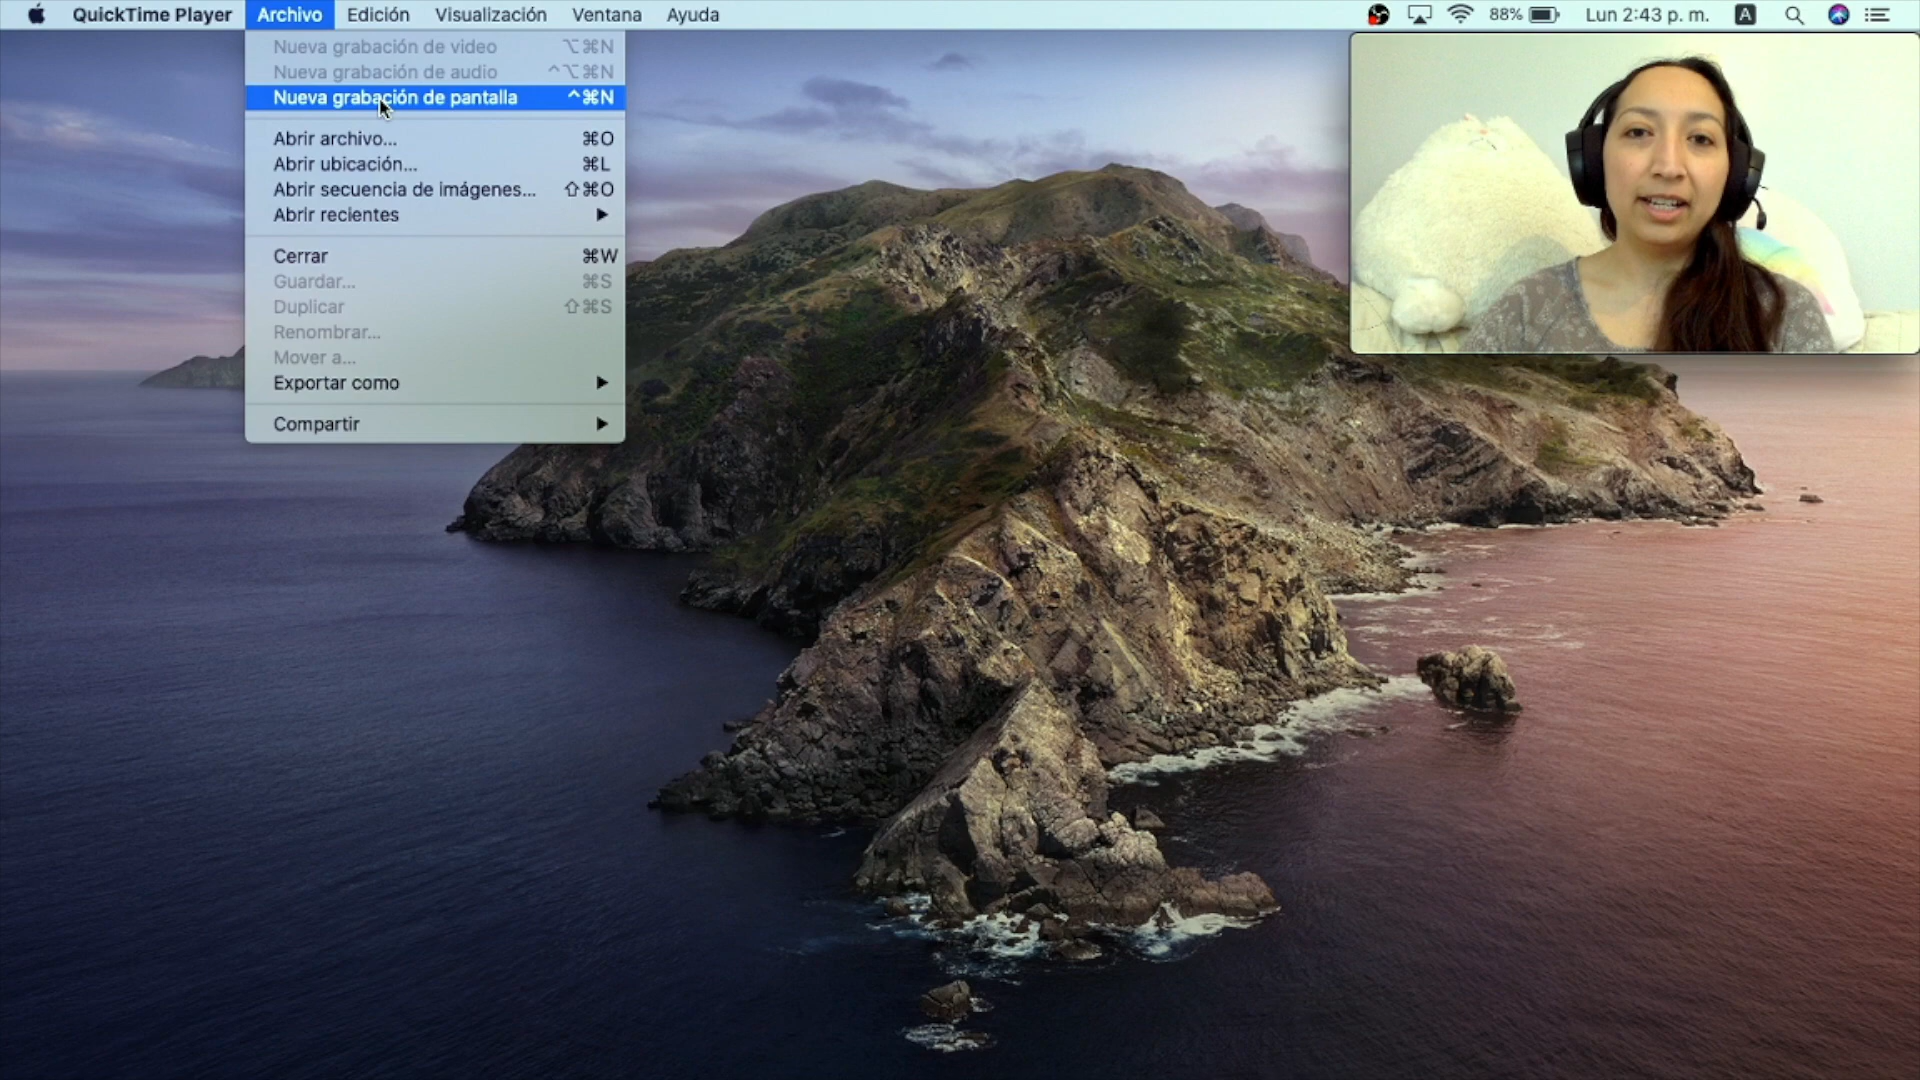 QuickTime Player Archivo Edición Visualización Ventana Ayuda 88% Lun 2:43 p. m. A
Nueva grabación de video ⌥⌘N
Nueva grabación de audio ^⌥⌘N
Nueva grabación de pantalla ^⌘N
Abrir archivo... ⌘O
Abrir ubicación... ⌘L
Abrir secuencia de imágenes... ⇧⌘O
Abrir recientes
Cerrar ⌘W
Guardar... ⌘S
Duplicar ⇧⌘S
Renombrar...
Mover a...
Exportar como
Compartir